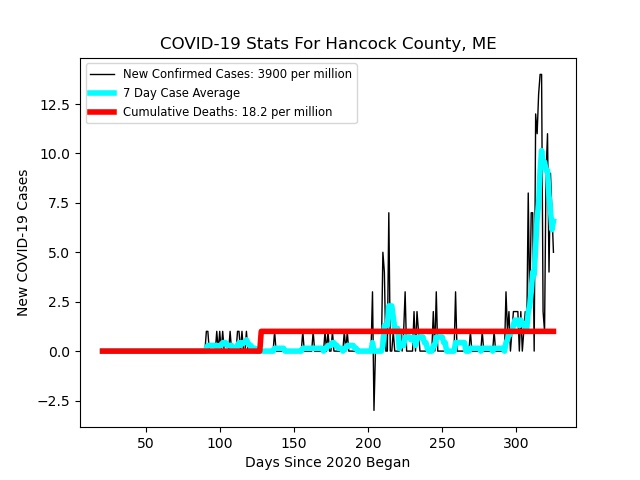 COVID-19 Stats For Hancock County, ME
New Confirmed Cases: 3900 per million
7 Day Case Average
Cumulative Deaths: 18.2 per million
New COVID-19 Cases
12.5
10.0
7.5
5.0
2.5
0.0
−2.5
50 100 150 200 250 300
Days Since 2020 Began